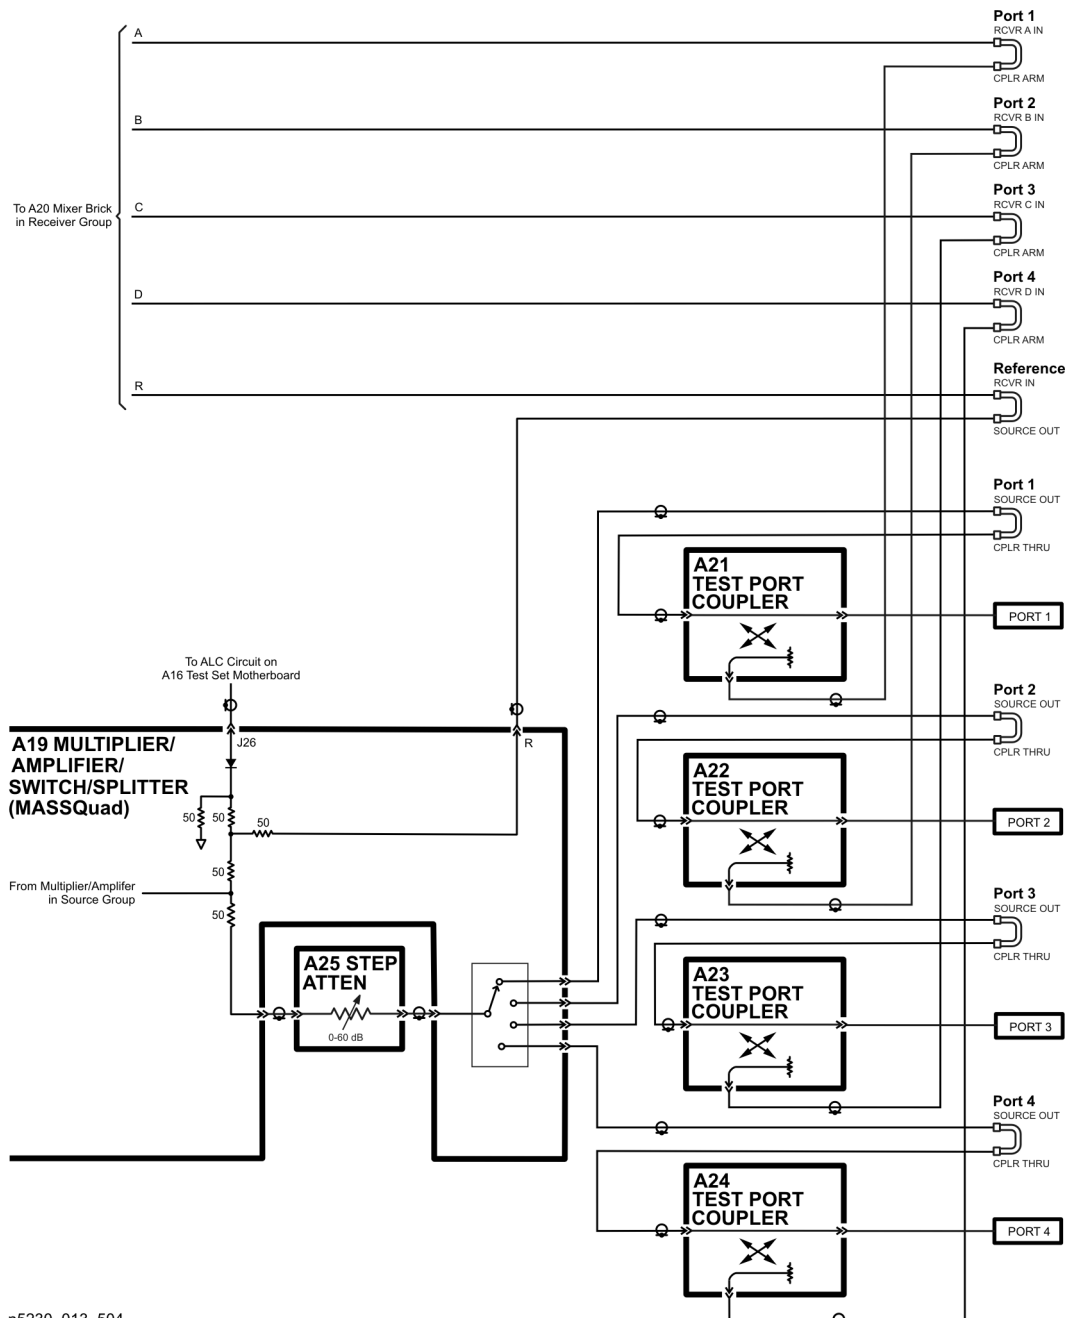 Port 1
RCVR A IN
A
CPLR ARM
Port 2
RCVR B IN
B
CPLR ARM
Port 3
RCVR C IN
To A20 Mixer Brick
in Receiver Group
C
CPLR ARM
Port 4
RCVR D IN
D
CPLR ARM
Reference
RCVR IN
R
SOURCE OUT
Port 1
SOURCE OUT
CPLR THRU
A21
TEST PORT
COUPLER
PORT 1
To ALC Circuit on
A16 Test Set Motherboard
Port 2
SOURCE OUT
CPLR THRU
J26
R
A19 MULTIPLIER/
AMPLIFIER/
SWITCH/SPLITTER
(MASSQuad)
A22
TEST PORT
COUPLER
PORT 2
50
50
50
50
From Multiplier/Amplifer
in Source Group
50
Port 3
SOURCE OUT
CPLR THRU
A25 STEP
ATTEN
0-60 dB
A23
TEST PORT
COUPLER
PORT 3
Port 4
SOURCE OUT
CPLR THRU
A24
TEST PORT
COUPLER
PORT 4